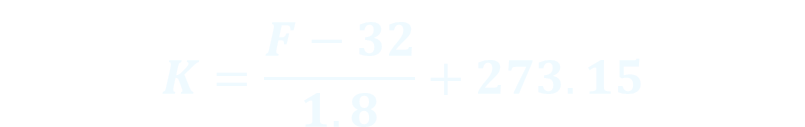 K = (F − 32)/1.8 + 273.15